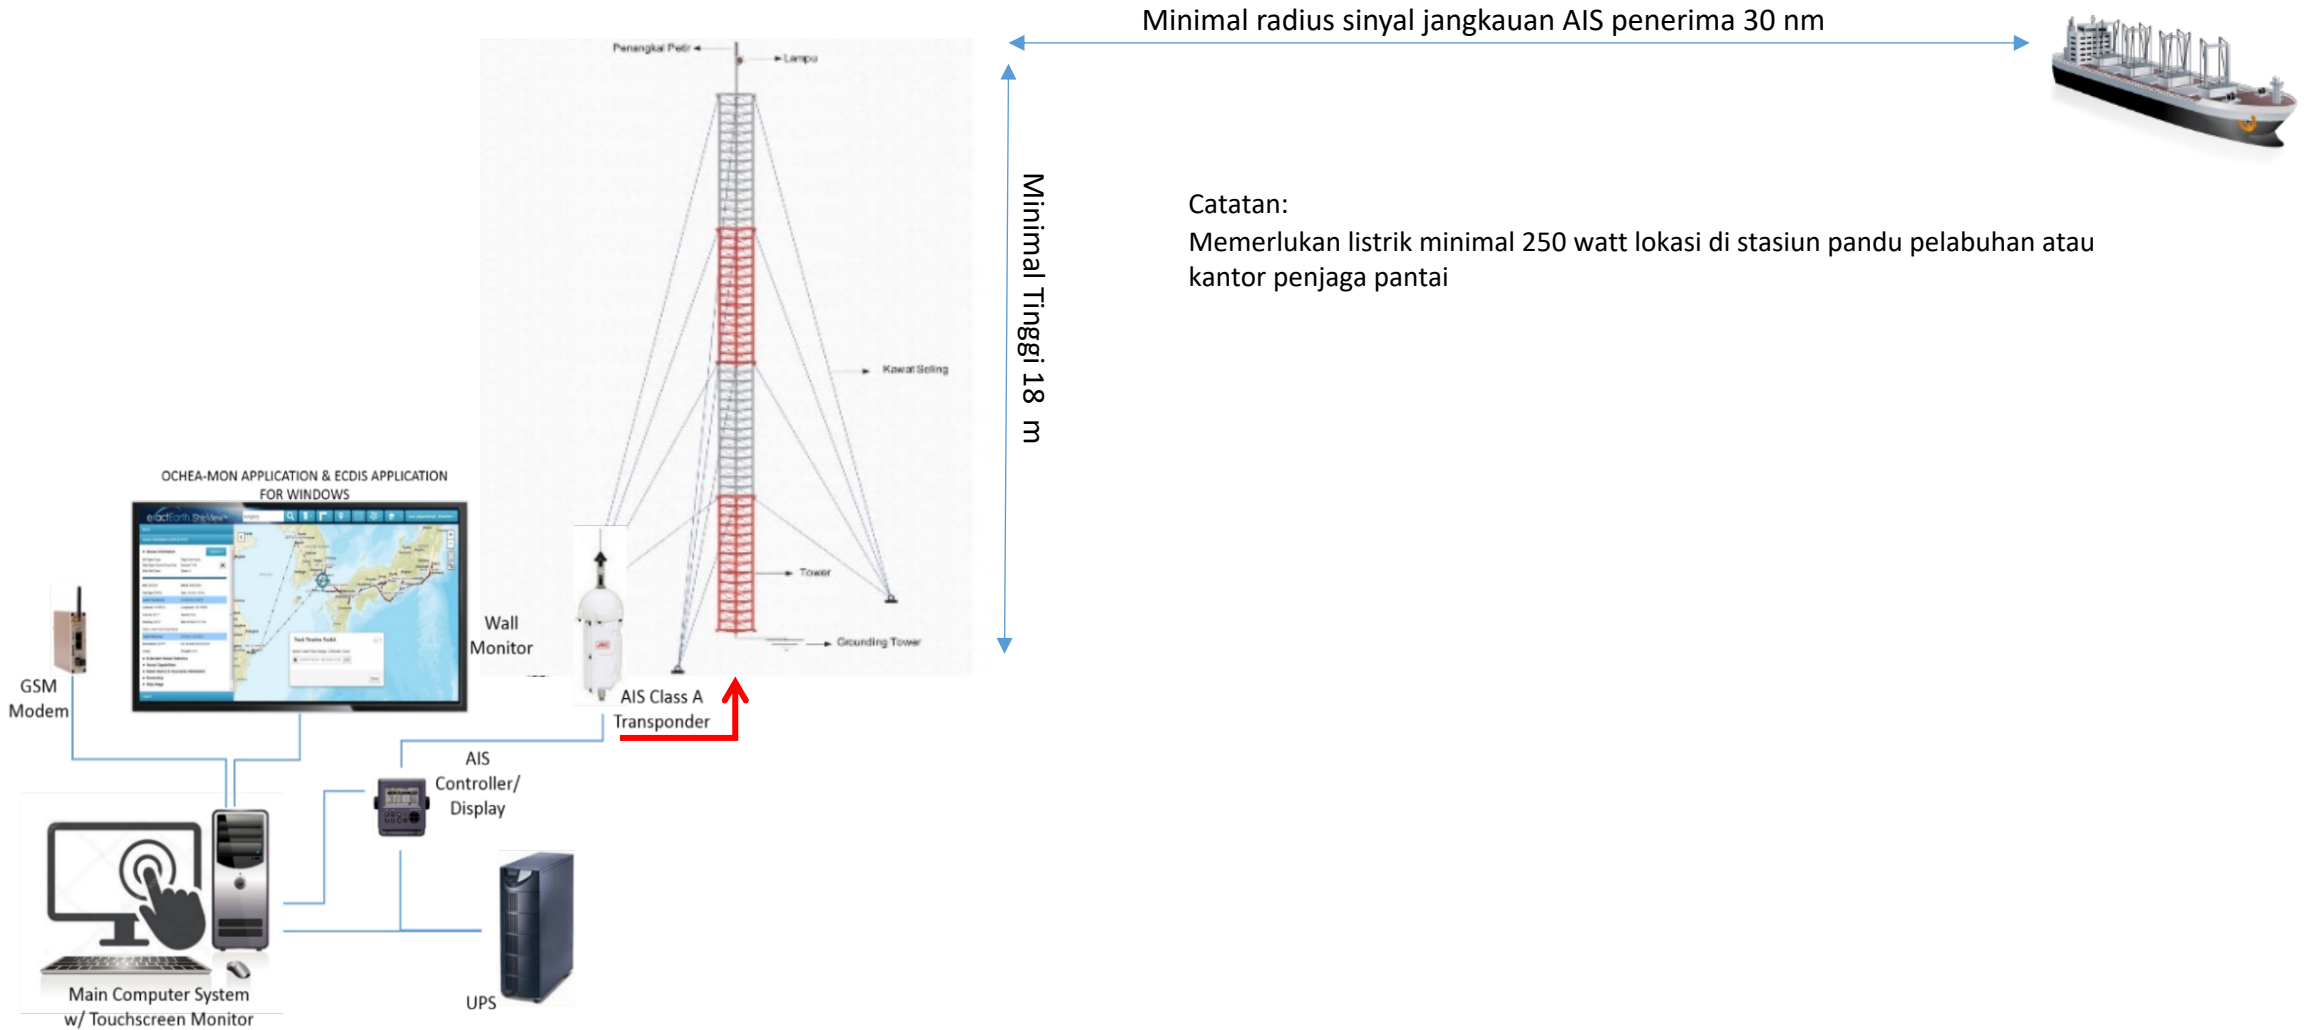 Minimal radius sinyal jangkauan AIS penerima 30 nm
Penangkal Petir
Lampu
Minimal Tinggi 18 m
Catatan:
Memerlukan listrik minimal 250 watt lokasi di stasiun pandu pelabuhan atau
kantor penjaga pantai
Kawat Seling
Tower
Grounding Tower
OCHEA-MON APPLICATION & ECDIS APPLICATION
FOR WINDOWS
exactEarth ShipView
Wall
Monitor
JRC
GSM
Modem
AIS Class A
Transponder
AIS
Controller/
Display
Main Computer System
w/ Touchscreen Monitor
UPS